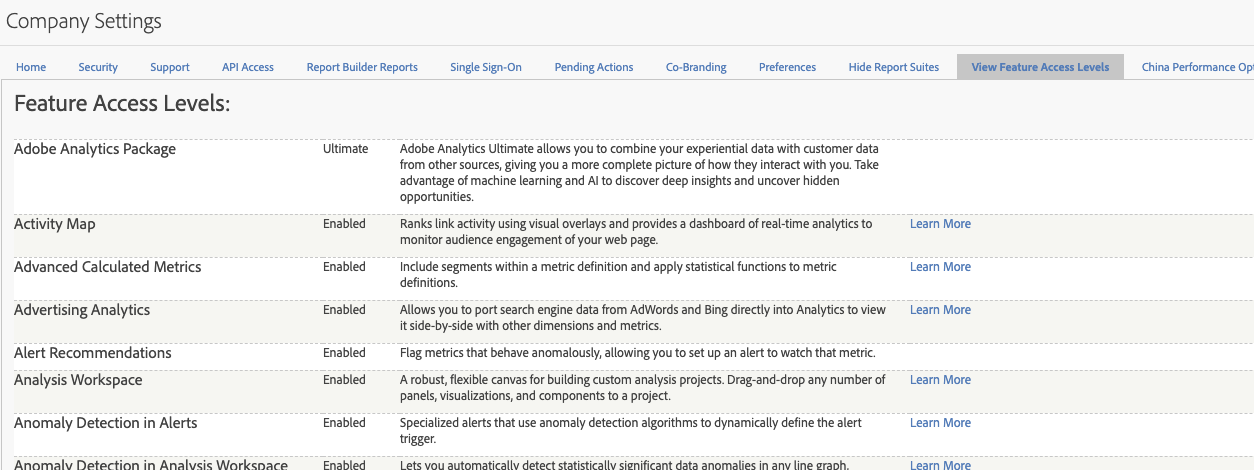 Company Settings
Home Security Support API Access Report Builder Reports Single Sign-On Pending Actions Co-Branding Preferences Hide Report Suites View Feature Access Levels China Performance
Feature Access Levels:
Adobe Analytics Package Ultimate Adobe Analytics Ultimate allows you to combine your experiential data with customer data
from other sources, giving you a more complete picture of how they interact with you. Take
advantage of machine learning and AI to discover deep insights and uncover hidden
opportunities.
Activity Map Enabled Ranks link activity using visual overlays and provides a dashboard of real-time analytics to Learn More
monitor audience engagement of your web page.
Advanced Calculated Metrics Enabled Include segments within a metric definition and apply statistical functions to metric Learn More
definitions.
Advertising Analytics Enabled Allows you to port search engine data from AdWords and Bing directly into Analytics to view Learn More
it side-by-side with other dimensions and metrics.
Alert Recommendations Enabled Flag metrics that behave anomalously, allowing you to set up an alert to watch that metric.
Analysis Workspace Enabled A robust, flexible canvas for building custom analysis projects. Drag-and-drop any number of Learn More
panels, visualizations, and components to a project.
Anomaly Detection in Alerts Enabled Specialized alerts that use anomaly detection algorithms to dynamically define the alert Learn More
trigger.
Anomaly Detection in Analysis Workspace Enabled Lets you automatically detect statistically significant data anomalies in any line graph. Learn More